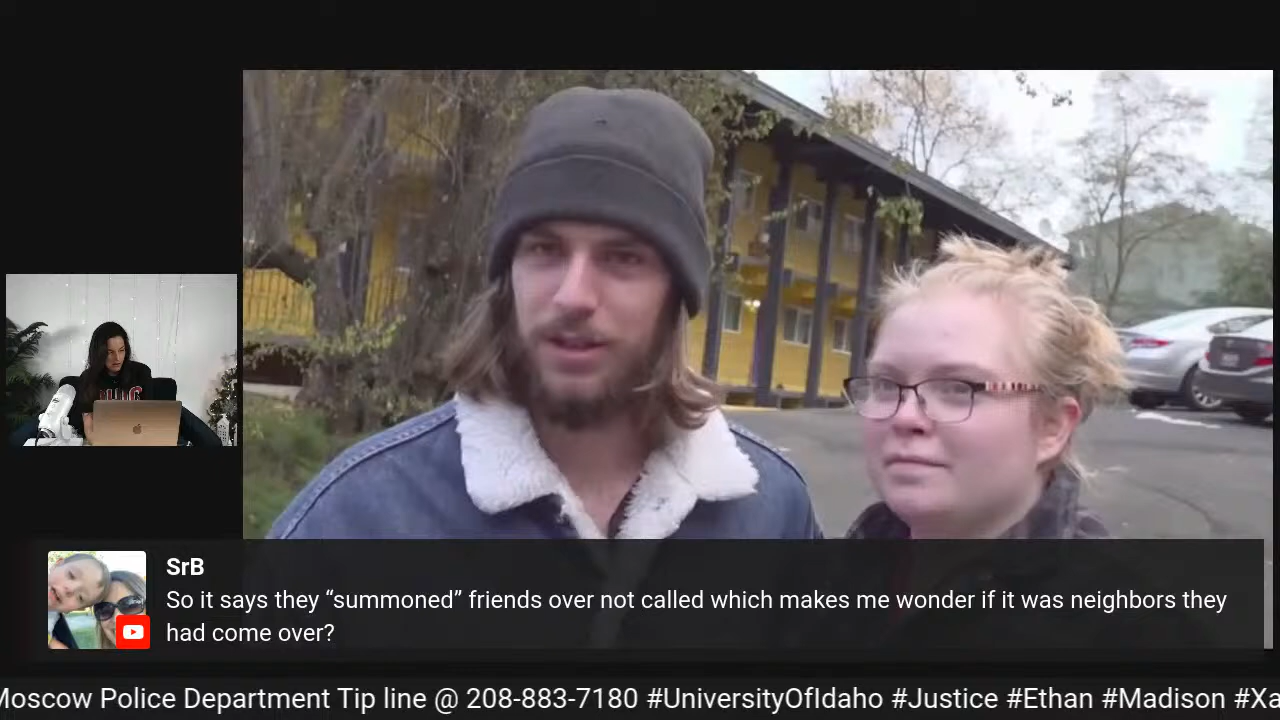 SrB
So it says they “summoned” friends over not called which makes me wonder if it was neighbors they
had come over?
Moscow Police Department Tip line @ 208-883-7180 #UniversityOfIdaho #Justice #Ethan #Madison #Xa